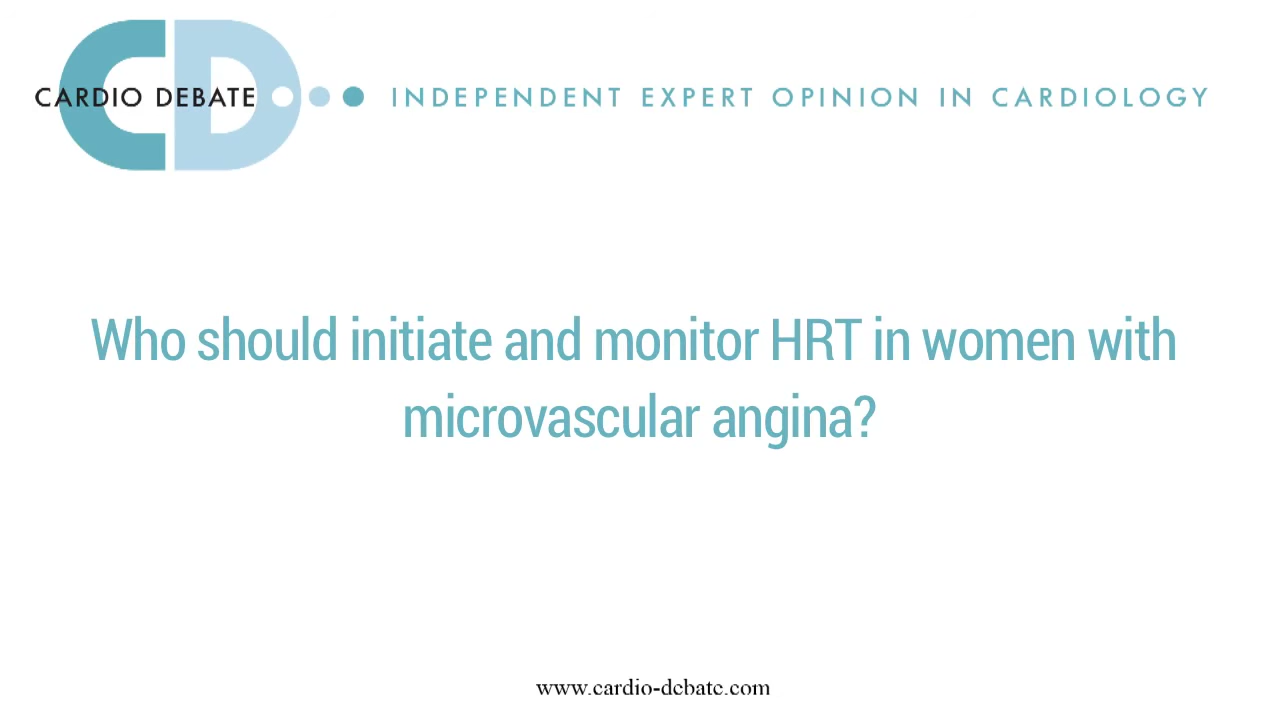 CARDIO DEBATE
INDEPENDENT EXPERT OPINION IN CARDIOLOGY
Who should initiate and monitor HRT in women with
microvascular angina?
www.cardio-debate.com